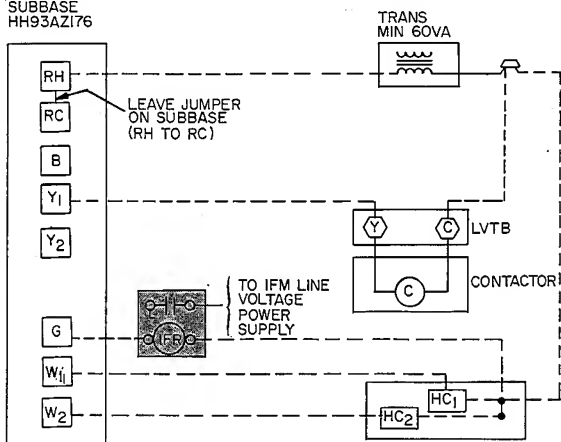 SUBBASE
HH93AZ176
TRANS
MIN 60VA
RH
LEAVE JUMPER
ON SUBBASE
(RH TO RC)
RC
B
Y1
Y2
Y
C
LVTB
C
CONTACTOR
TO IFM LINE
VOLTAGE
POWER
SUPPLY
G
IFR
W1
HC1
W2
HC2